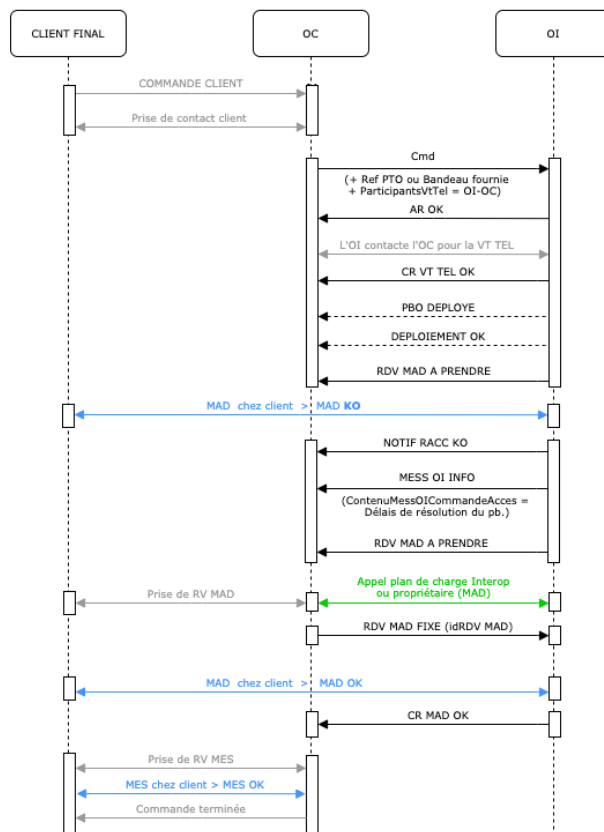 CLIENT FINAL
OC
OI
COMMANDE CLIENT
Prise de contact client
Cmd
(+ Ref PTO ou Bandeau fournie
+ ParticipantsVtTel = OI-OC)
AR OK
L'OI contacte l'OC pour la VT TEL
CR VT TEL OK
PBO DEPLOYE
DEPLOIEMENT OK
RDV MAD A PRENDRE
MAD chez client > MAD KO
NOTIF RACC KO
MESS OI INFO
(ContenuMessOICommandeAcces =
Délais de résolution du pb.)
RDV MAD A PRENDRE
Appel plan de charge Interop
ou propriétaire (MAD)
Prise de RV MAD
RDV MAD FIXE (idRDV MAD)
MAD chez client > MAD OK
CR MAD OK
Prise de RV MES
MES chez client > MES OK
Commande terminée